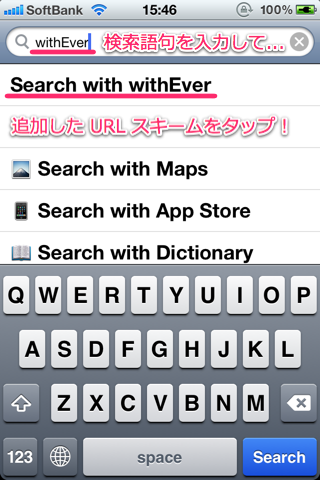 SoftBank 15:46 100%
withEver 検索語句を入力して...
Search with withEver
追加した URL スキームをタップ！
Search with Maps
Search with App Store
Search with Dictionary
Q W E R T Y U I O P
A S D F G H J K L
Z X C V B N M
123 space Search